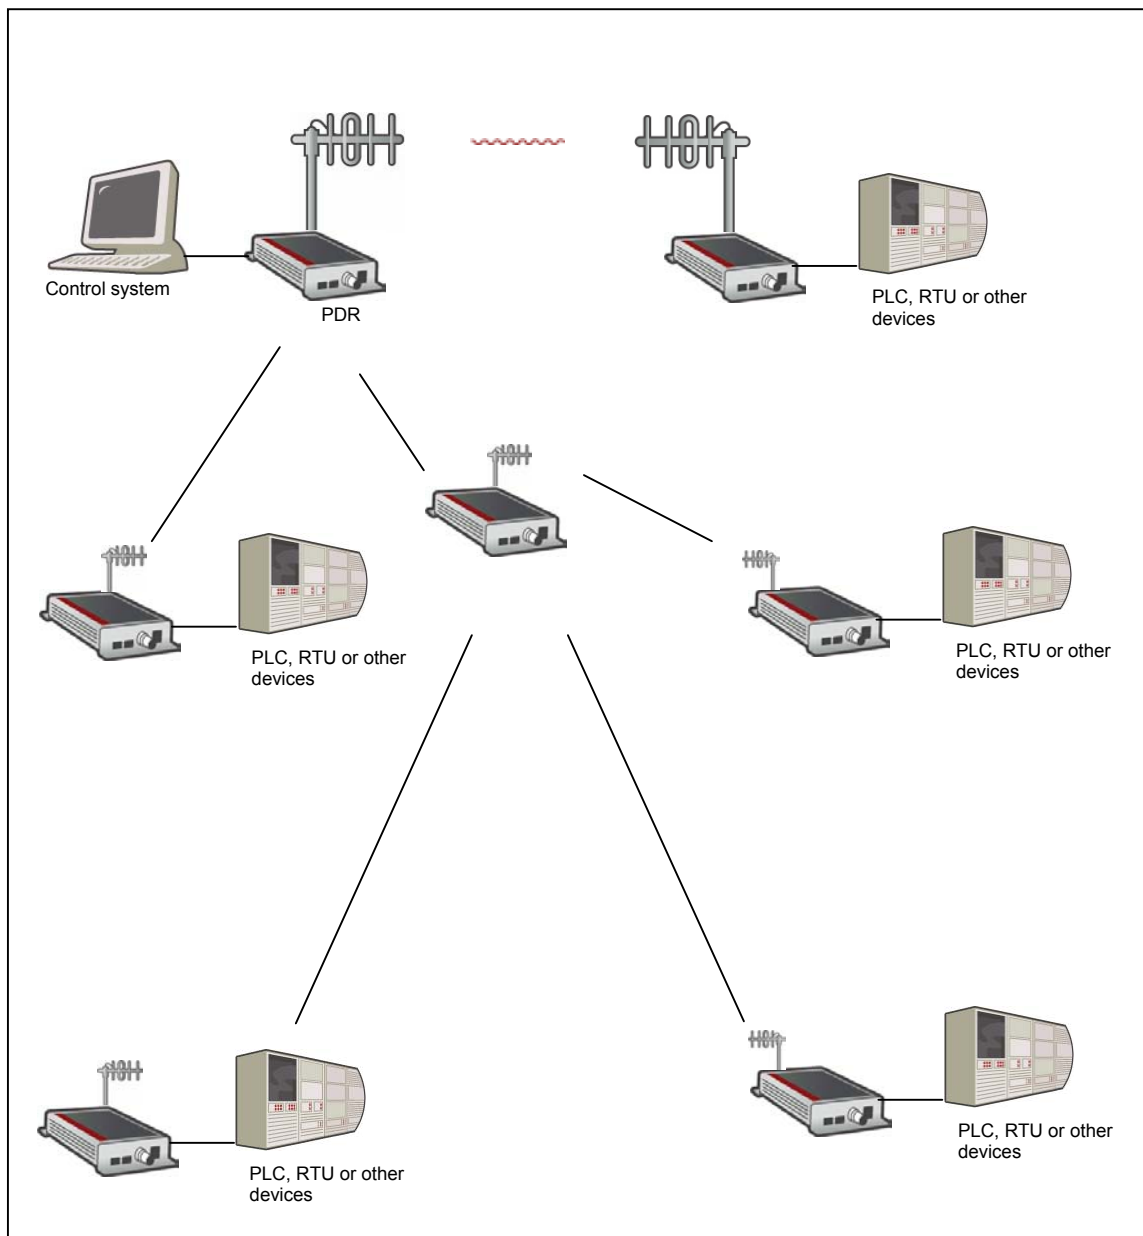 Control system
PDR
PLC, RTU or other
devices
PLC, RTU or other
devices
PLC, RTU or other
devices
PLC, RTU or other
devices
PLC, RTU or other
devices